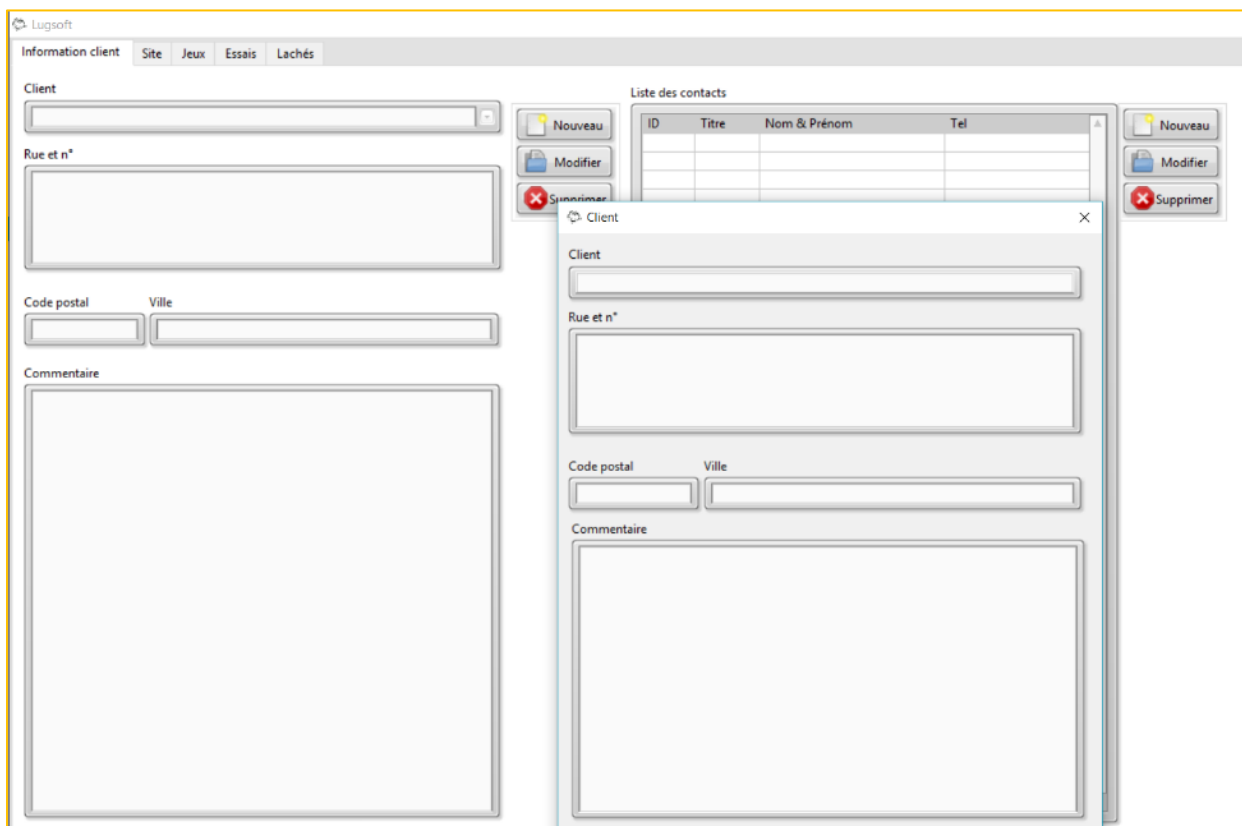 Lugsoft
Information client Site Jeux Essais Lachés
Client
Nouveau
Modifier
Supprimer
Rue et n°
Code postal Ville
Commentaire
Liste des contacts
ID Titre Nom & Prénom Tel
Nouveau
Modifier
Supprimer
Client
Client
Rue et n°
Code postal Ville
Commentaire